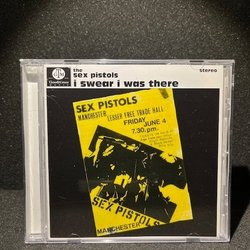 the
sex pistols
i swear i was there
stereo
SEX PISTOLS
MANCHESTER LESSER FREE TRADE HALL
FRIDAY
JUNE 4
7.30.p.m.
SEX PISTOLS
MANCHESTER